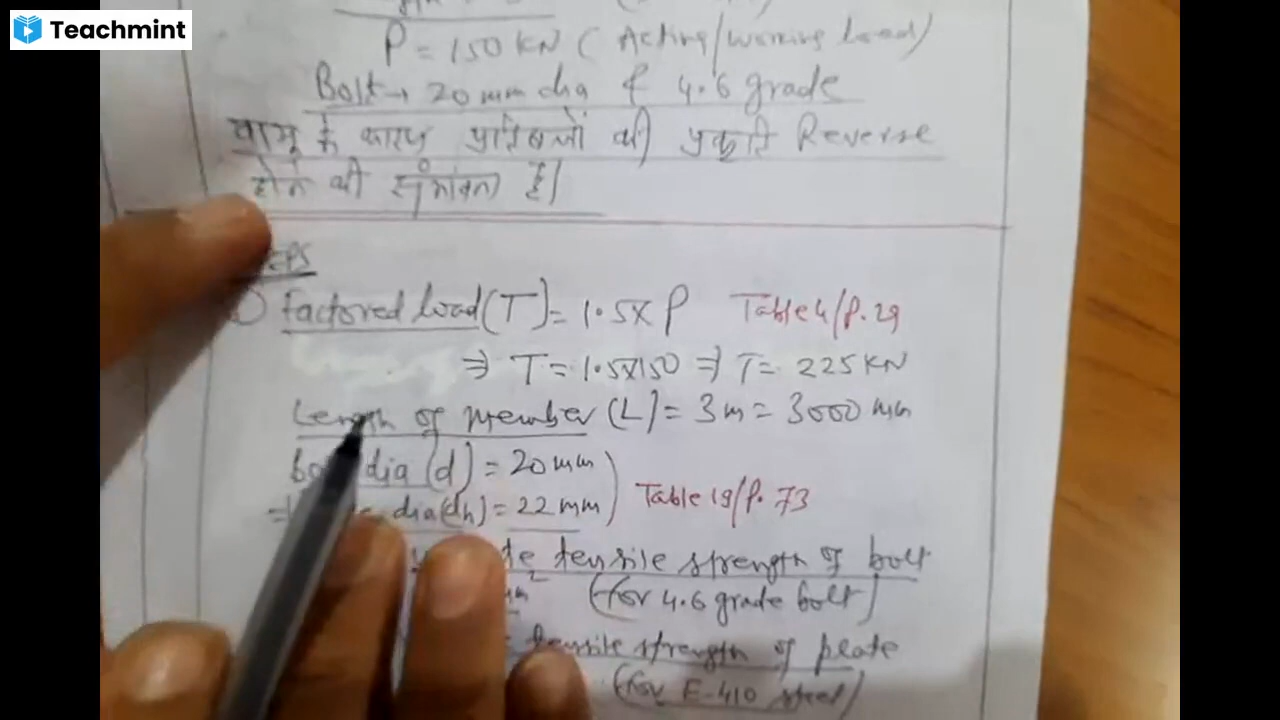 Teachmint
P = 150 KN ( Acting/Working load)
Bolt → 20 mm dia & 4.6 grade
वायु के कारण प्रतिबलों की प्रकृति Reverse
होने की संभावना है।
EPS
Factored load (T) = 1.5 x P Table 4/P. 29
⇒ T = 1.5x150 ⇒ T = 225 KN
Length of member (L) = 3 m = 3000 mm
dia (d) = 20 mm
dia (dh) = 22 mm Table 19/P. 73
te tensile strength of bolt
(for 4.6 grade bolt)
tensile strength of plate
(for E-410 steel)